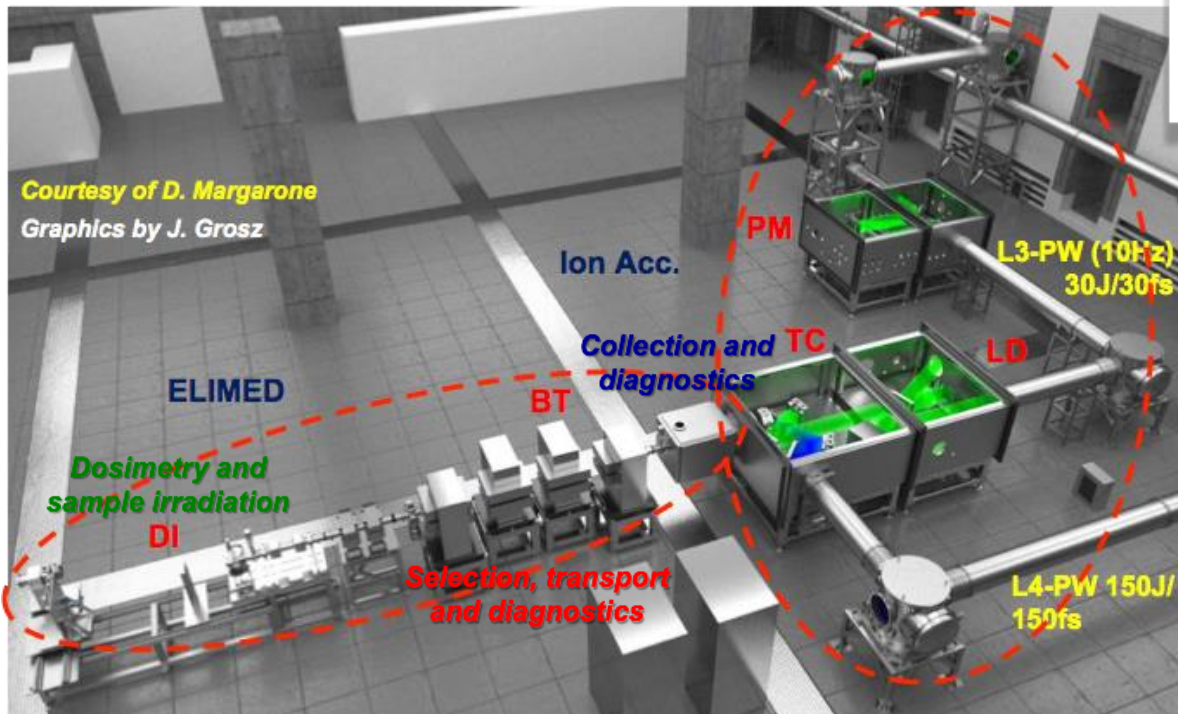 Courtesy of D. Margarone
Graphics by J. Grosz
PM
Ion Acc.
L3-PW (10Hz)
30J/30fs
Collection and
diagnostics
TC
LD
ELIMED
BT
Dosimetry and
sample irradiation
DI
Selection, transport
and diagnostics
L4-PW 150J/
150fs